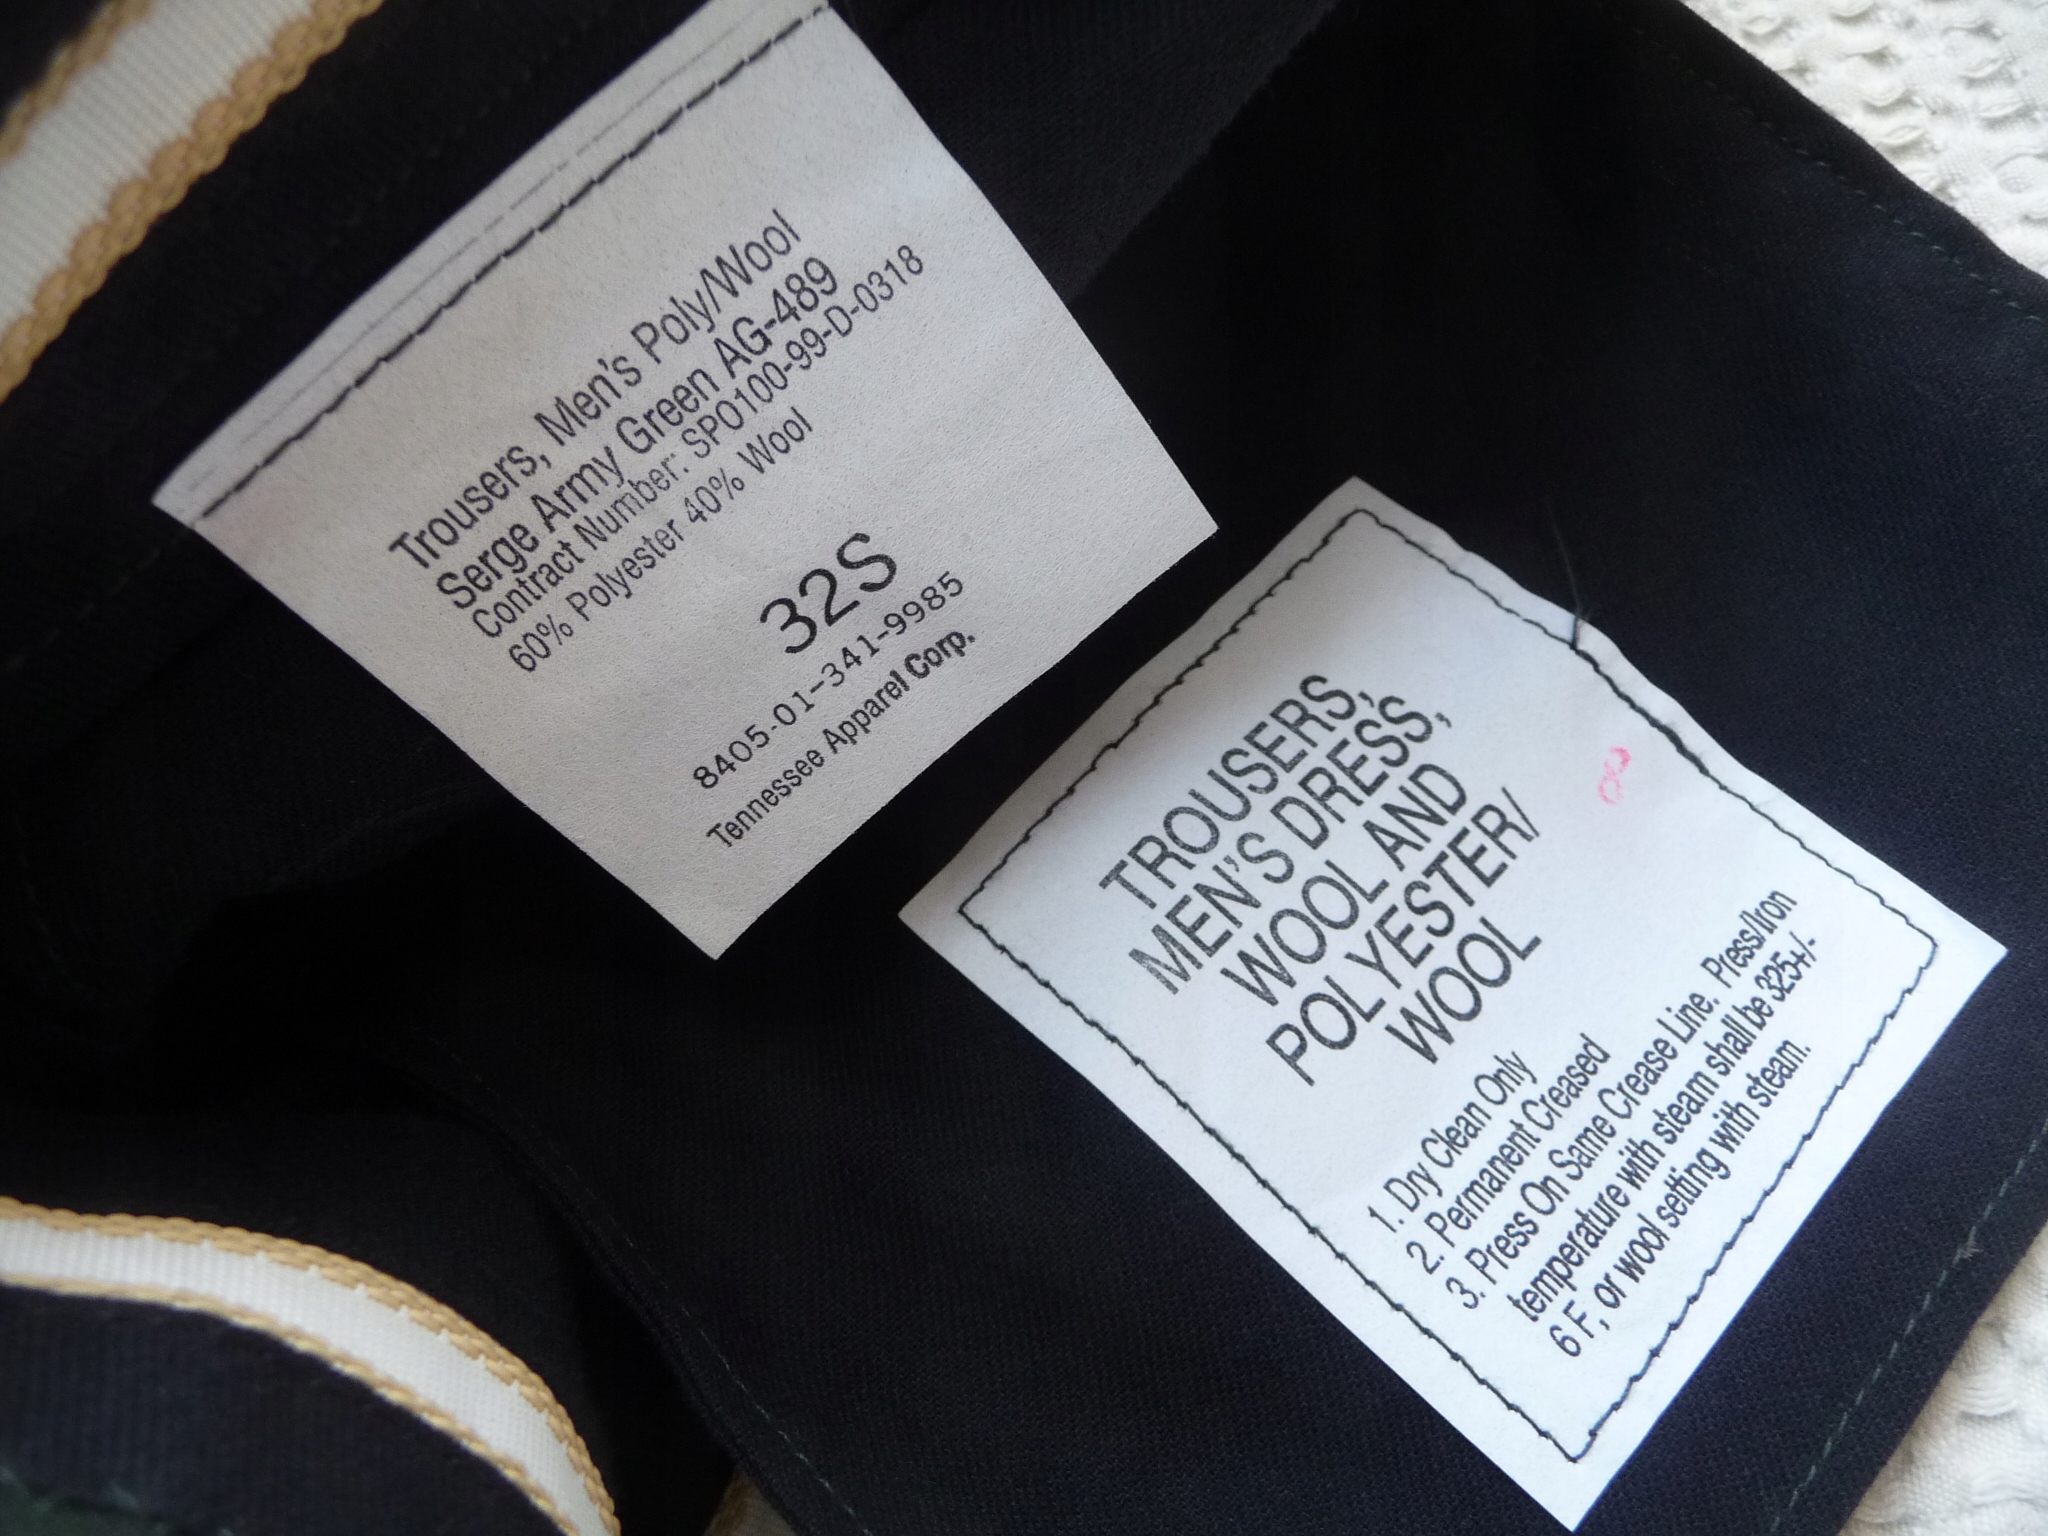 Trousers, Men's Poly/Wool
Serge Army Green AG-489
Contract Number: SPO100-99-D-0318
60% Polyester 40% Wool
32S
8405-01-341-9985
Tennessee Apparel Corp.
TROUSERS,
MEN'S DRESS,
WOOL AND
POLYESTER/
WOOL
1. Dry Clean Only
2. Permanent Creased
3. Press On Same Crease Line. Press/Iron
temperature with steam shall be 325+/-
6 F, or wool setting with steam.
8